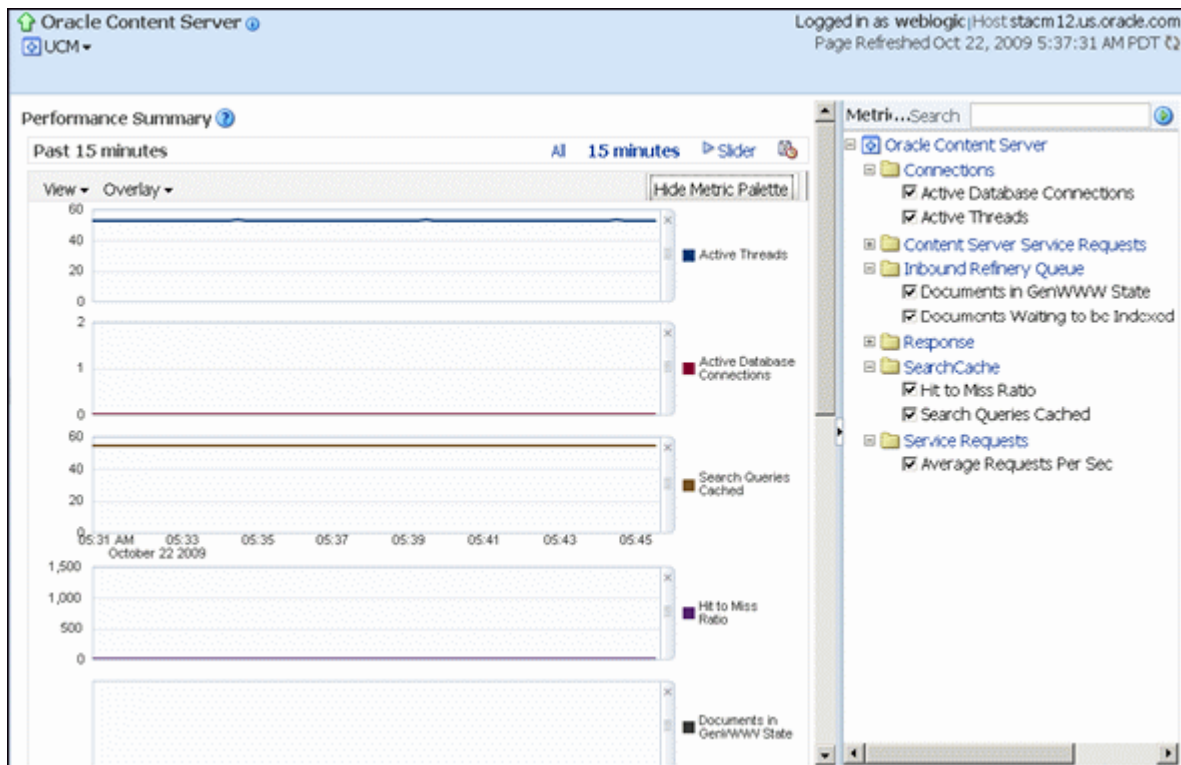 Oracle Content Server
Logged in as weblogic|Host stacm12.us.oracle.com
UCM
Page Refreshed Oct 22, 2009 5:37:31 AM PDT
Performance Summary
Past 15 minutes
All 15 minutes Slider
View Overlay
Hide Metric Palette
60
40
20
0
Active Threads
2
1
0
Active Database
Connections
60
40
20
0
Search Queries
Cached
05:31 AM 05:33 05:35 05:37 05:39 05:41 05:43 05:45
October 22 2009
1,500
1,000
500
0
Hit to Miss
Ratio
Documents in
GenWWW State
Metri...Search
Oracle Content Server
Connections
Active Database Connections
Active Threads
Content Server Service Requests
Inbound Refinery Queue
Documents in GenWWW State
Documents Waiting to be Indexed
Response
SearchCache
Hit to Miss Ratio
Search Queries Cached
Service Requests
Average Requests Per Sec